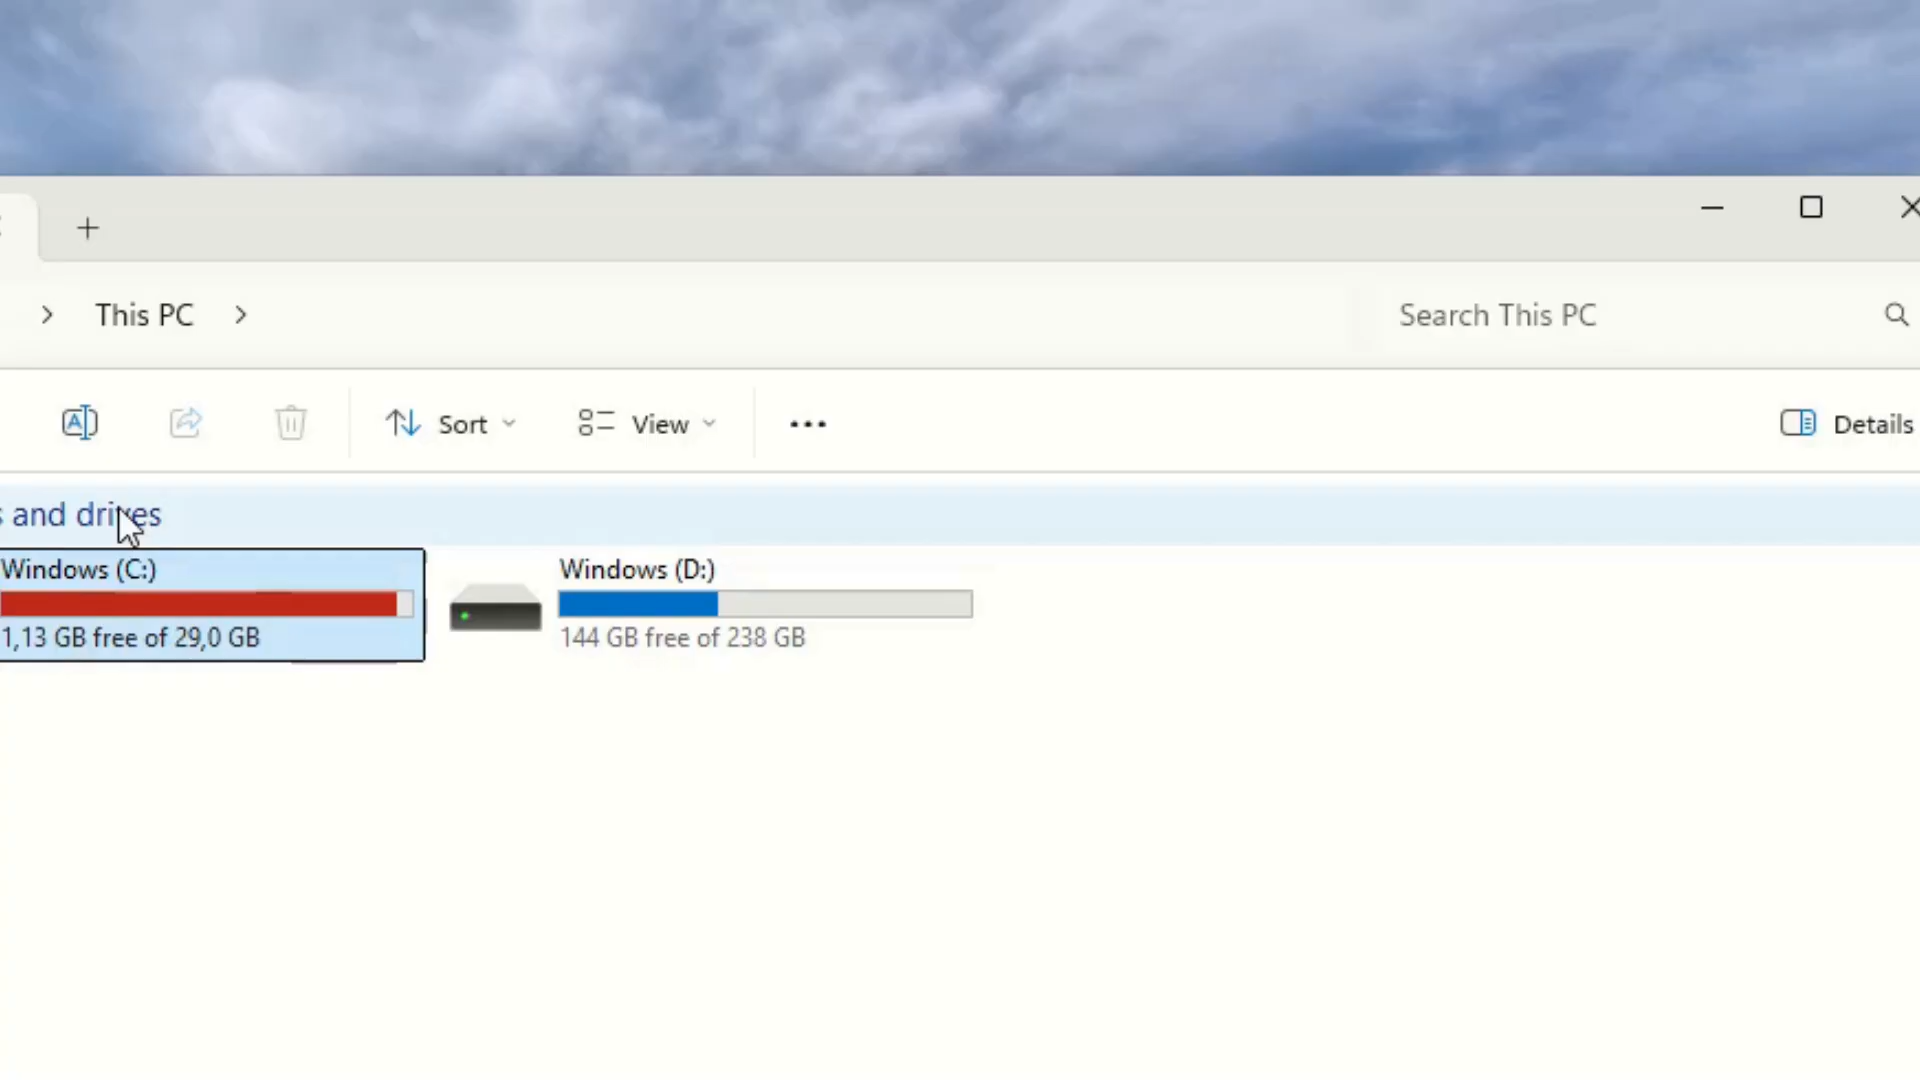 This PC
Search This PC
Sort
View
Details
and drives
Windows (C:)
1,13 GB free of 29,0 GB
Windows (D:)
144 GB free of 238 GB